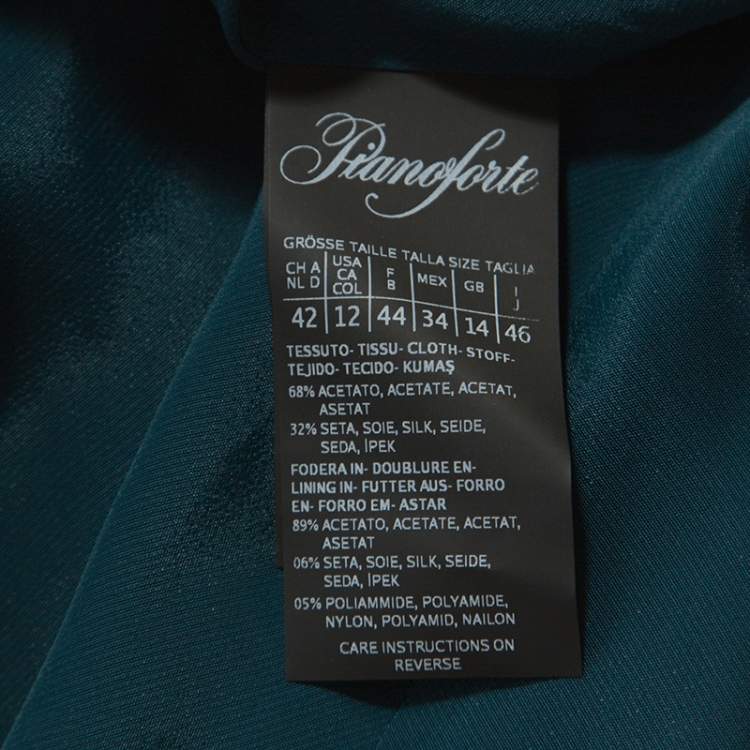 Pianoforte
GRÖSSE TAILLE TALLA SIZE TAGLIA
CH A NL D | USA CA COL | F B | MEX | GB | I J
42 | 12 | 44 | 34 | 14 | 46
TESSUTO- TISSU- CLOTH- STOFF-
TEJIDO- TECIDO- KUMAŞ
68% ACETATO, ACETATE, ACETAT,
ASETAT
32% SETA, SOIE, SILK, SEIDE,
SEDA, İPEK
FODERA IN- DOUBLURE EN-
LINING IN- FUTTER AUS- FORRO
EN- FORRO EM- ASTAR
89% ACETATO, ACETATE, ACETAT,
ASETAT
06% SETA, SOIE, SILK, SEIDE,
SEDA, İPEK
05% POLIAMMIDE, POLYAMIDE,
NYLON, POLYAMID, NAILON
CARE INSTRUCTIONS ON
REVERSE